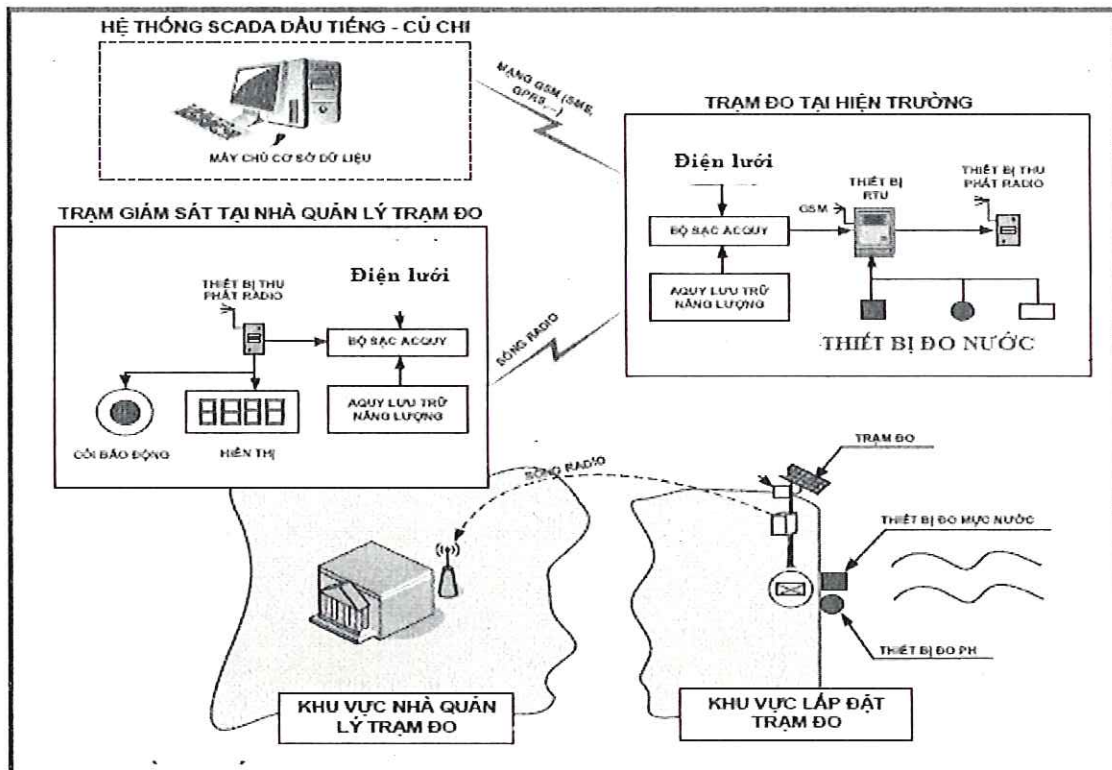 HỆ THỐNG SCADA DẦU TIẾNG - CỦ CHI
MÁY CHỦ CƠ SỞ DỮ LIỆU
MẠNG GSM (SMS,
GPRS, ...)
TRẠM ĐO TẠI HIỆN TRƯỜNG
Điện lưới
THIẾT BỊ
RTU
THIẾT BỊ THU
PHÁT RADIO
GSM
BỘ SẠC ACQUY
AQUY LƯU TRỮ
NĂNG LƯỢNG
THIẾT BỊ ĐO NƯỚC
TRẠM GIÁM SÁT TẠI NHÀ QUẢN LÝ TRẠM ĐO
THIẾT BỊ THU
PHÁT RADIO
Điện lưới
BỘ SẠC ACQUY
AQUY LƯU TRỮ
NĂNG LƯỢNG
8888
CÒI BÁO ĐỘNG
HIỂN THỊ
SÓNG RADIO
SÓNG RADIO
TRẠM ĐO
THIẾT BỊ ĐO MỰC NƯỚC
THIẾT BỊ ĐO PH
KHU VỰC NHÀ QUẢN
LÝ TRẠM ĐO
KHU VỰC LẮP ĐẶT
TRẠM ĐO